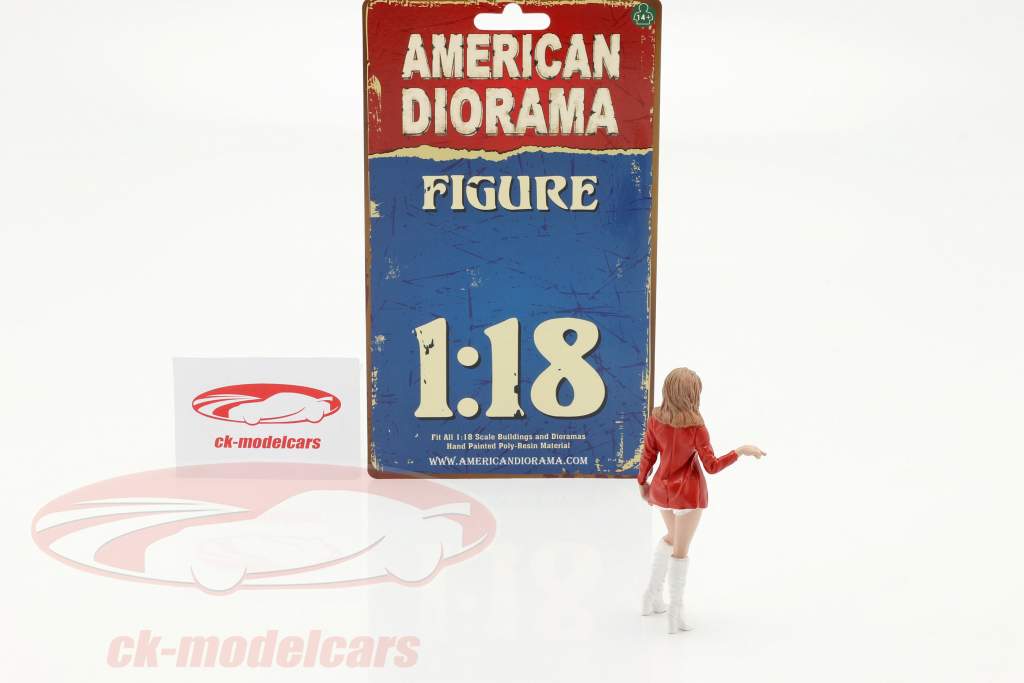 14+
AMERICAN
DIORAMA
FIGURE
1:18
Fit All 1:18 Scale Buildings and Dioramas
Hand Painted Poly-Resin Material
WWW.AMERICANDIORAMA.COM
ck-modelcars
ck-modelcars